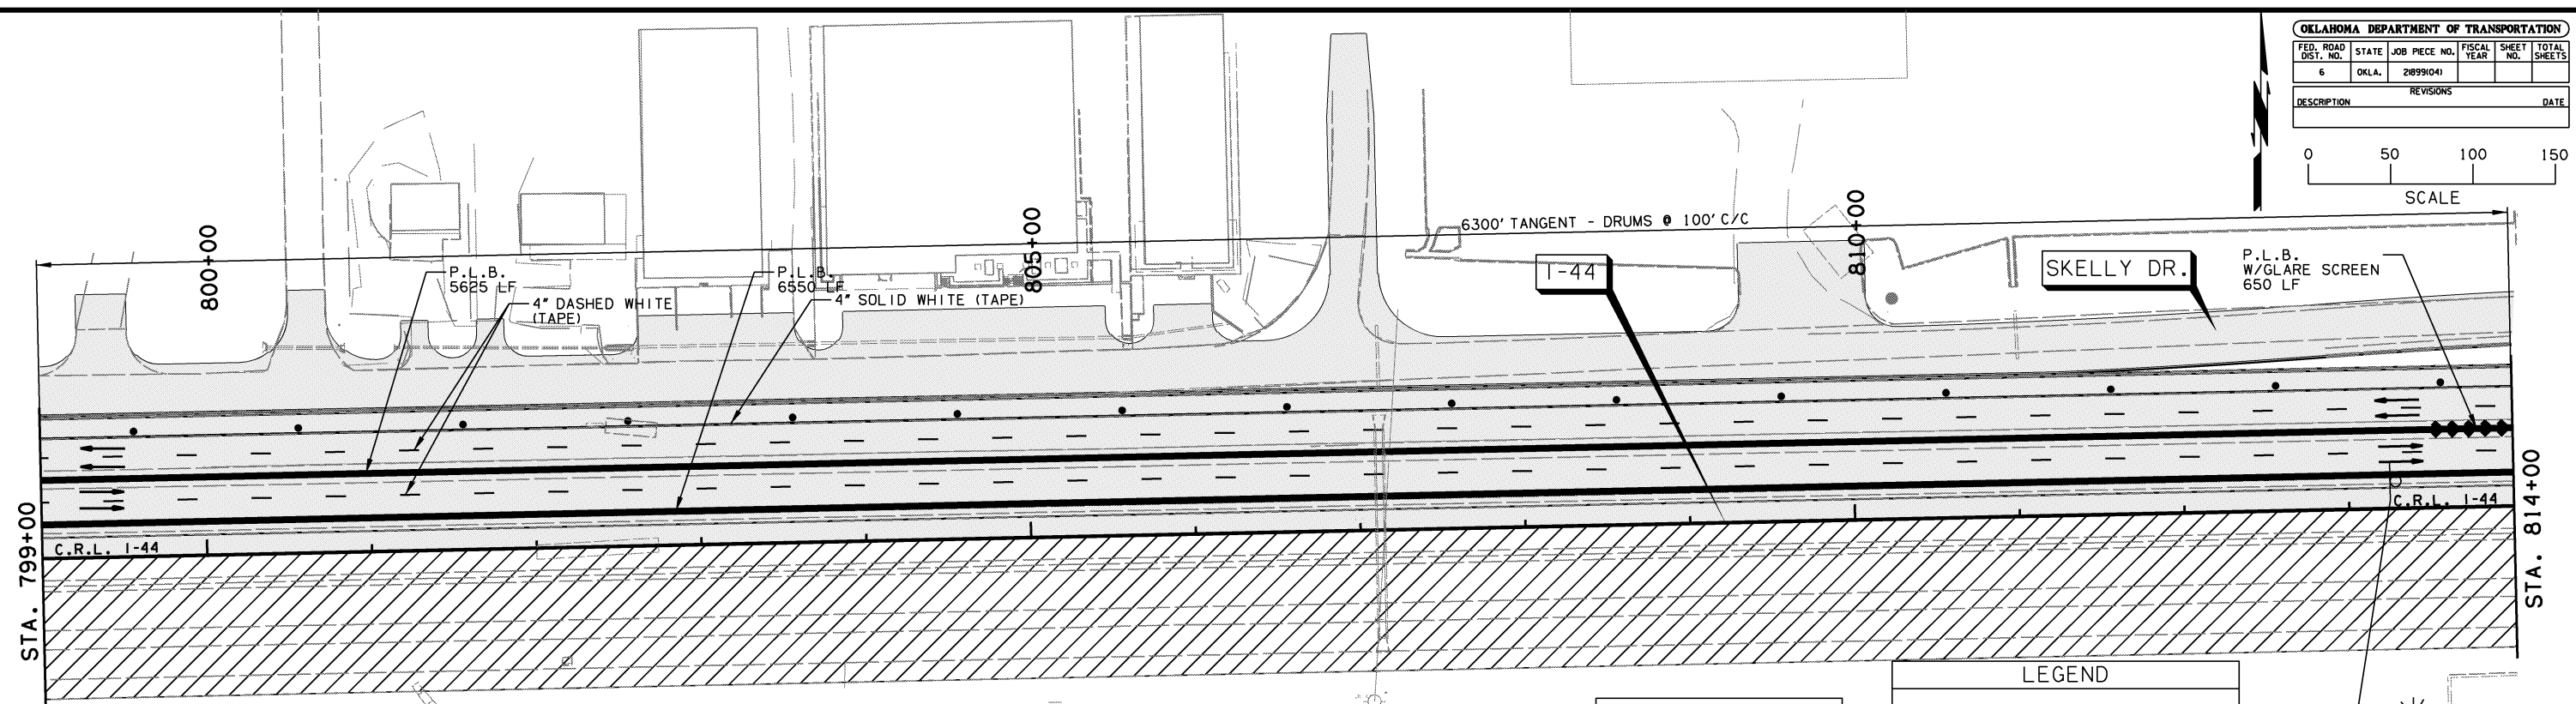 OKLAHOMA DEPARTMENT OF TRANSPORTATION
FED. ROAD DIST. NO. STATE JOB PIECE NO. FISCAL YEAR SHEET NO. TOTAL SHEETS
6 OKLA. 21899(04)
REVISIONS
DESCRIPTION DATE
0 50 100 150
SCALE
6300' TANGENT - DRUMS @ 100' C/C
800+00
805+00
810+00
P.L.B.
5625 LF
4" DASHED WHITE
(TAPE)
P.L.B.
6550 LF
4" SOLID WHITE (TAPE)
I-44
SKELLY DR.
P.L.B.
W/GLARE SCREEN
650 LF
STA. 799+00
C.R.L. I-44
C.R.L. I-44
STA. 814+00
LEGEND